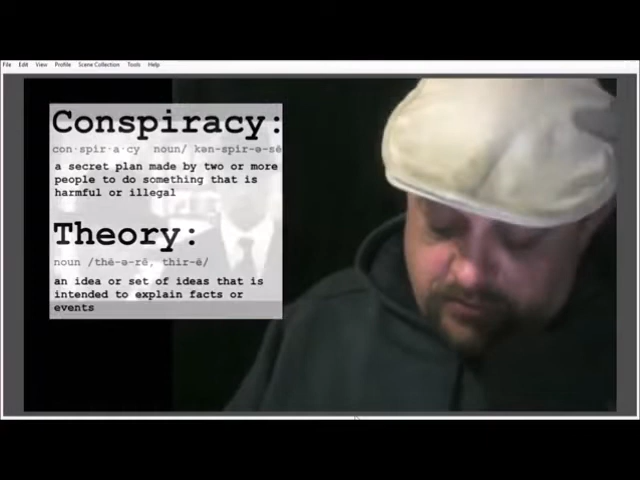 File Edit View Profile Scene Collection Tools Help
Conspiracy:
con·spir·a·cy noun/ kən-spir-ə-sē
a secret plan made by two or more
people to do something that is
harmful or illegal
Theory:
noun /thē-ə-rē, thir-ē/
an idea or set of ideas that is
intended to explain facts or
events